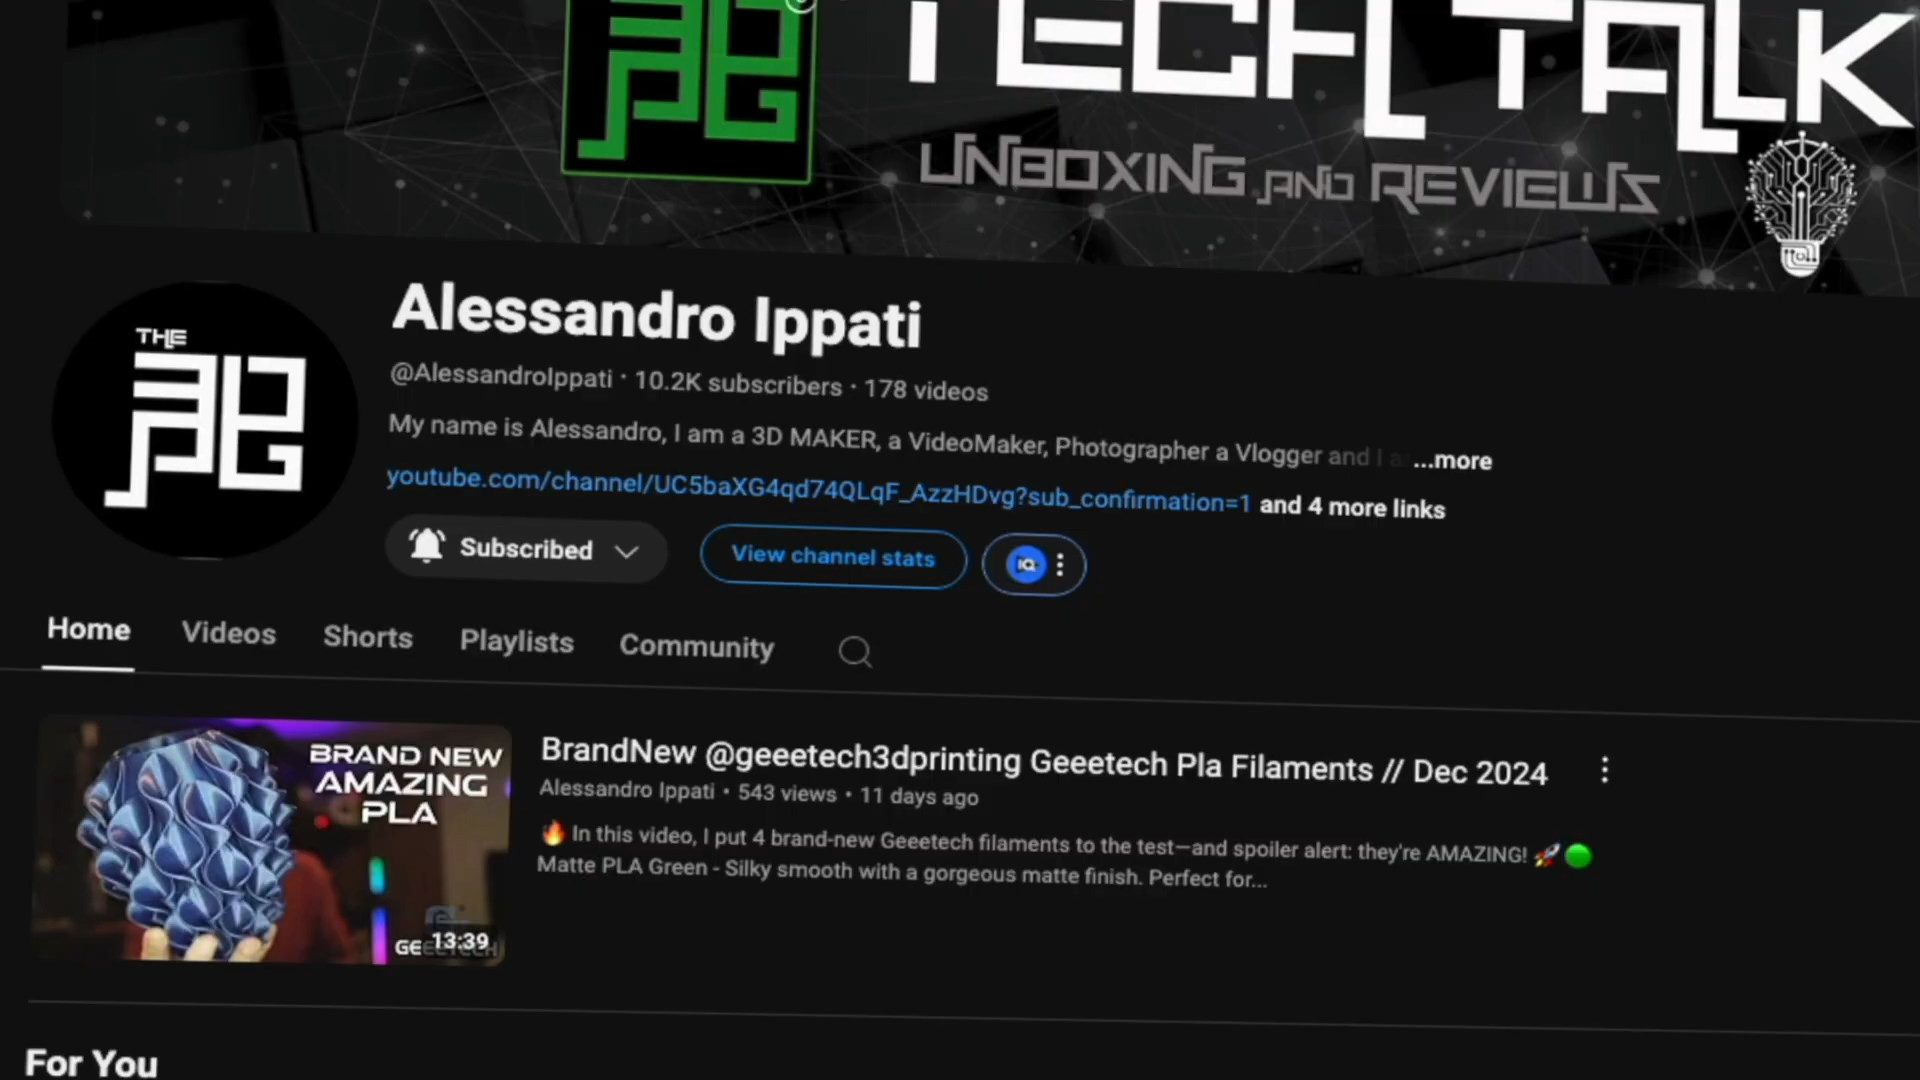 TECH TALK
UNBOXING AND REVIEWS
THE
Alessandro Ippati
@AlessandroIppati · 10.2K subscribers · 178 videos
My name is Alessandro, I am a 3D MAKER, a VideoMaker, Photographer a Vlogger and I a ...more
youtube.com/channel/UC5baXG4qd74QLqF_AzzHDvg?sub_confirmation=1 and 4 more links
Subscribed
View channel stats
IQ
Home Videos Shorts Playlists Community
BRAND NEW
AMAZING
PLA
GEEETECH
13:39
BrandNew @geeetech3dprinting Geeetech Pla Filaments // Dec 2024
Alessandro Ippati • 543 views • 11 days ago
🔥 In this video, I put 4 brand-new Geeetech filaments to the test—and spoiler alert: they're AMAZING! 🚀 🟢
Matte PLA Green - Silky smooth with a gorgeous matte finish. Perfect for...
For You